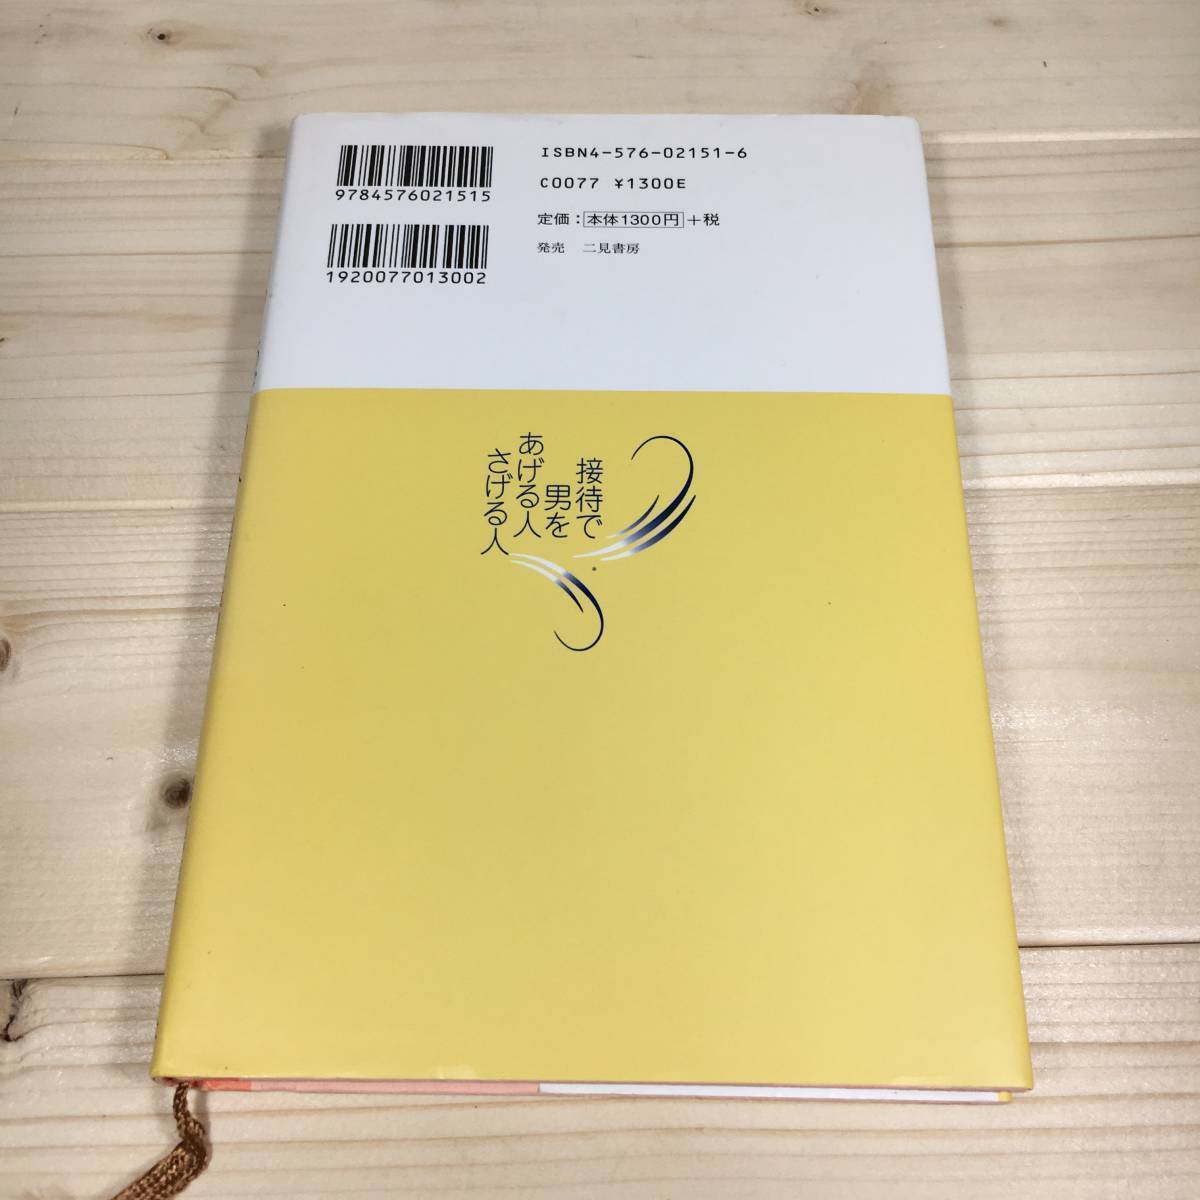 ISBN4-576-02151-6
C0077 ¥1300E
定価：本体1300円+税
発売 二見書房
9784576021515
1920077013002
接待で
男を
あげる人
さげる人